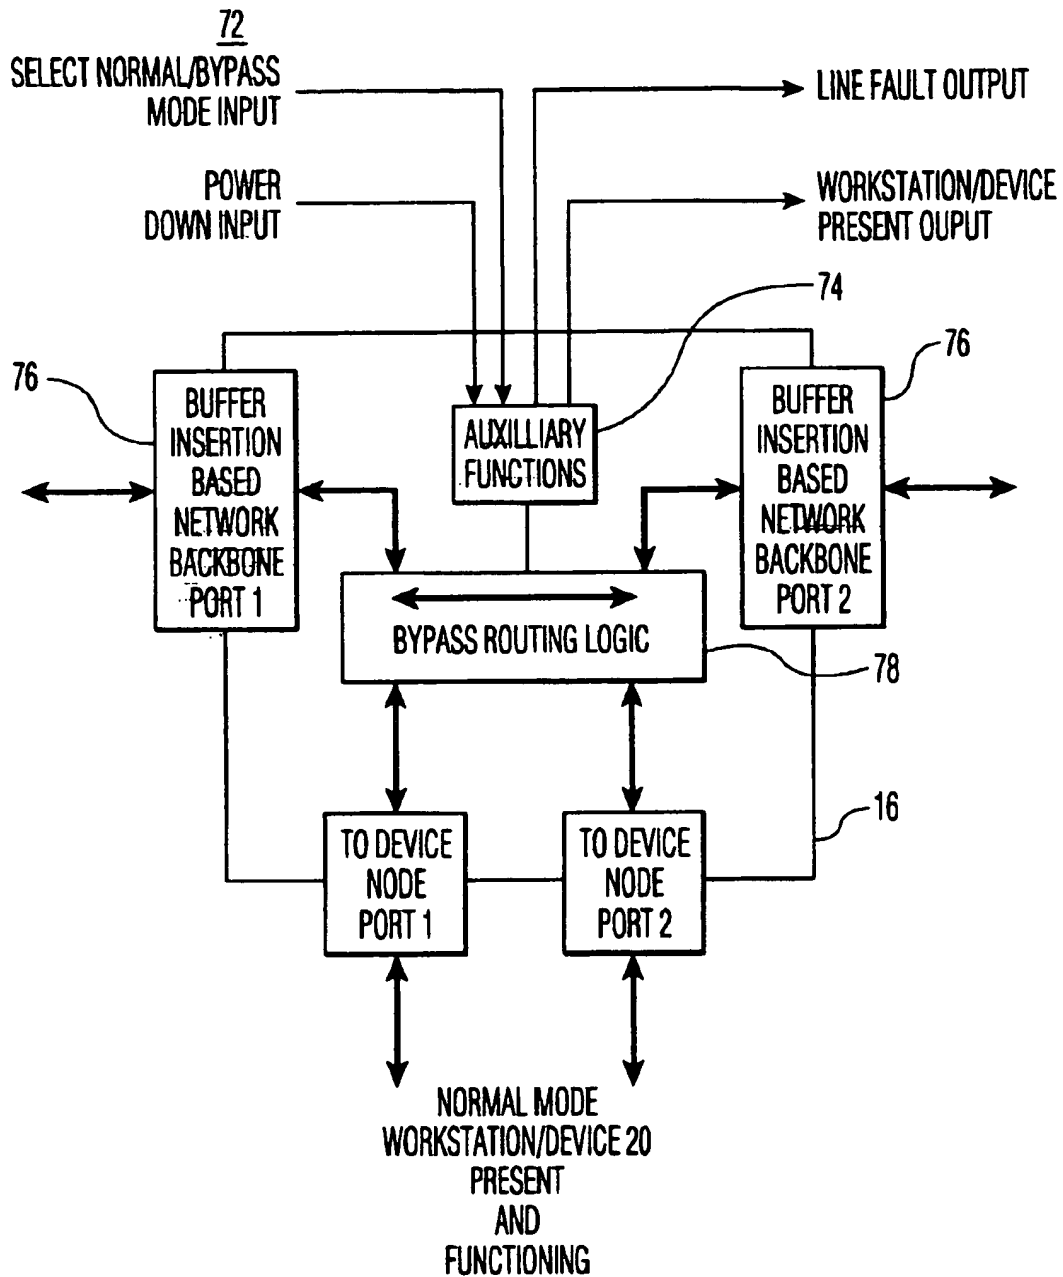 72
SELECT NORMAL/BYPASS
MODE INPUT
LINE FAULT OUTPUT
POWER
DOWN INPUT
WORKSTATION/DEVICE
PRESENT OUPUT
74
76
76
BUFFER
INSERTION
BASED
NETWORK
BACKBONE
PORT 1
AUXILLIARY
FUNCTIONS
BUFFER
INSERTION
BASED
NETWORK
BACKBONE
PORT 2
BYPASS ROUTING LOGIC
78
16
TO DEVICE
NODE
PORT 1
TO DEVICE
NODE
PORT 2
NORMAL MODE
WORKSTATION/DEVICE 20
PRESENT
AND
FUNCTIONING